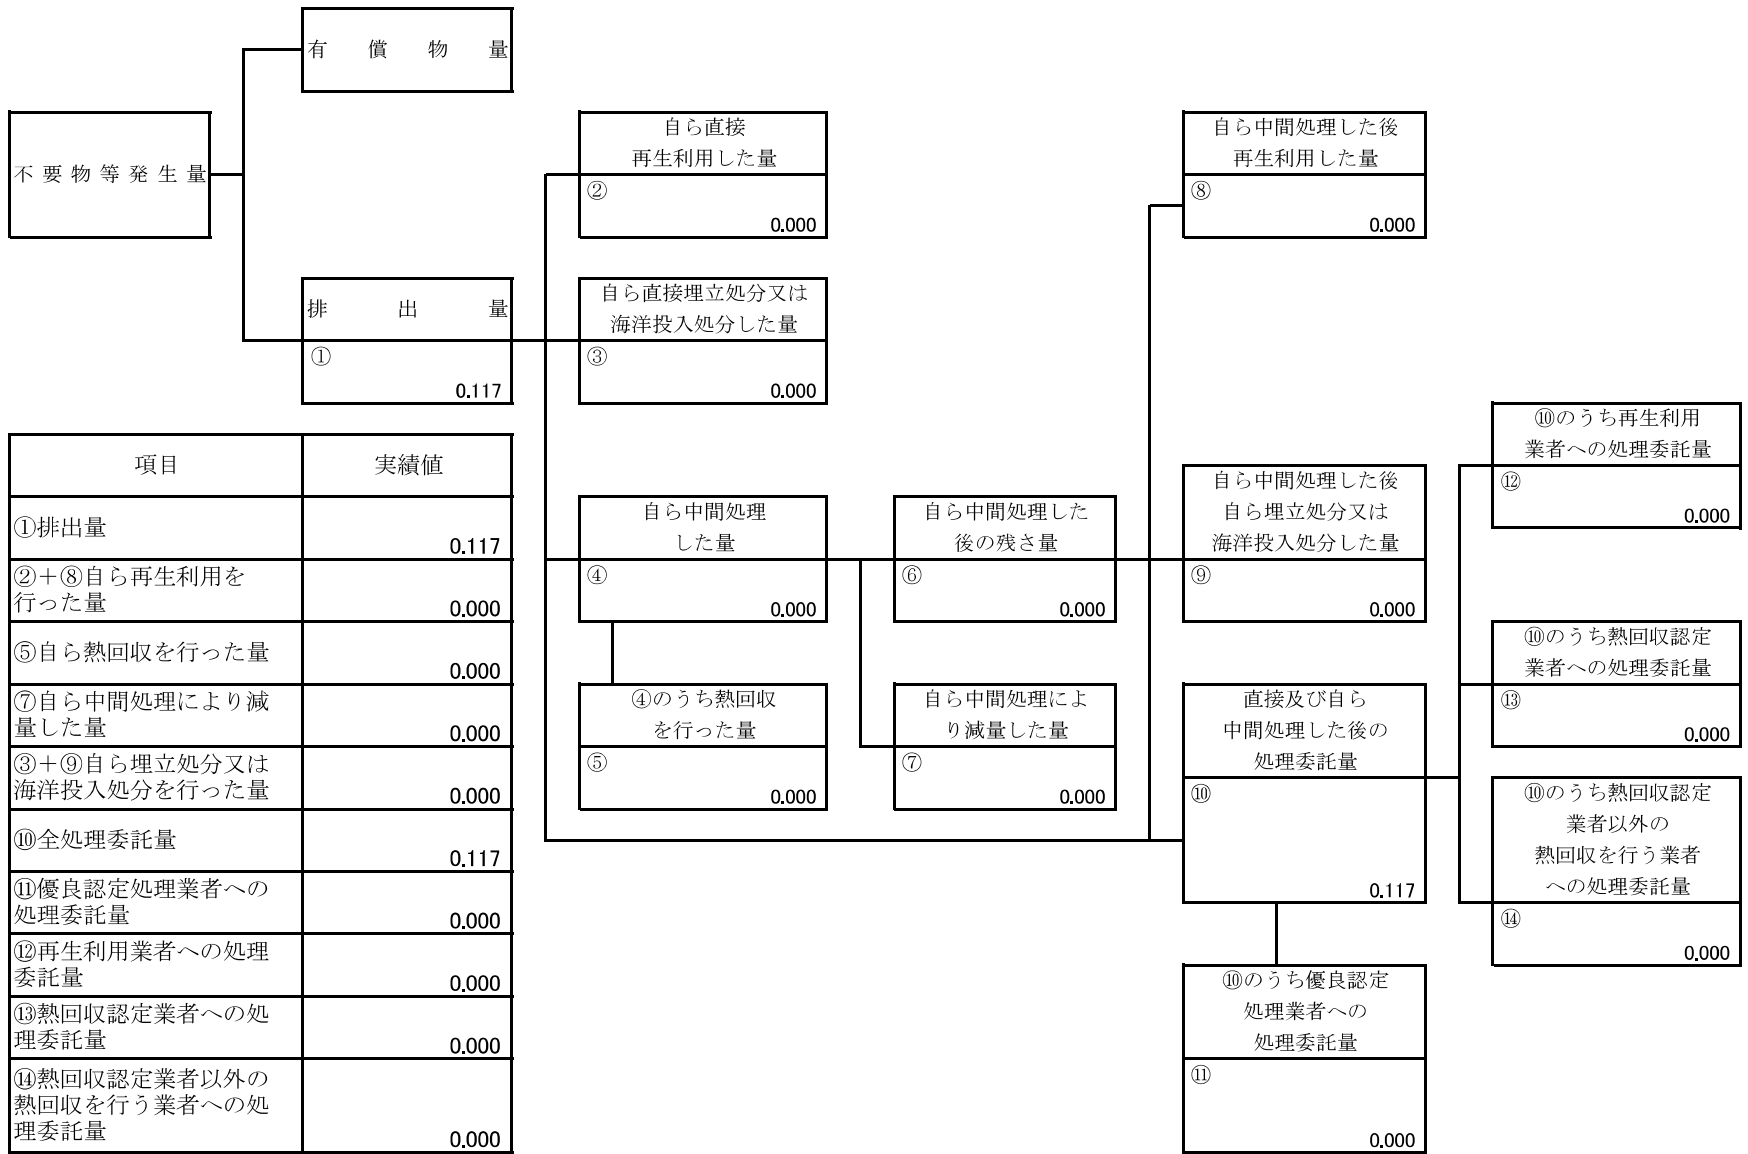 有償物量
不要物等発生量
排出量
①
0.117
自ら直接
再生利用した量
②
0.000
自ら直接埋立処分又は
海洋投入処分した量
③
0.000
自ら中間処理
した量
④
0.000
④のうち熱回収
を行った量
⑤
0.000
自ら中間処理した
後の残さ量
⑥
0.000
自ら中間処理によ
り減量した量
⑦
0.000
自ら中間処理した後
再生利用した量
⑧
0.000
自ら中間処理した後
自ら埋立処分又は
海洋投入処分した量
⑨
0.000
直接及び自ら
中間処理した後の
処理委託量
⑩
0.117
⑩のうち優良認定
処理業者への
処理委託量
⑪
0.000
⑩のうち再生利用
業者への処理委託量
⑫
0.000
⑩のうち熱回収認定
業者への処理委託量
⑬
0.000
⑩のうち熱回収認定
業者以外の
熱回収を行う業者
への処理委託量
⑭
0.000
項目 実績値
①排出量
0.117
②＋⑧自ら再生利用を
行った量
0.000
⑤自ら熱回収を行った量
0.000
⑦自ら中間処理により減
量した量
0.000
③＋⑨自ら埋立処分又は
海洋投入処分を行った量
0.000
⑩全処理委託量
0.117
⑪優良認定処理業者への
処理委託量
0.000
⑫再生利用業者への処理
委託量
0.000
⑬熱回収認定業者への処
理委託量
0.000
⑭熱回収認定業者以外の
熱回収を行う業者への処
理委託量
0.000